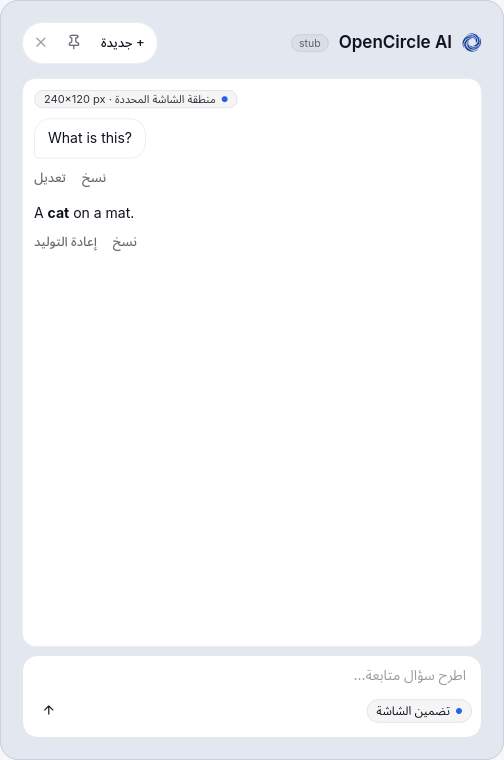 OpenCircle AI stub + جديدة
منطقة الشاشة المحددة · 240×120 px
What is this?
نسخ تعديل
A cat on a mat.
نسخ إعادة التوليد
اطرح سؤال متابعة...
تضمين الشاشة